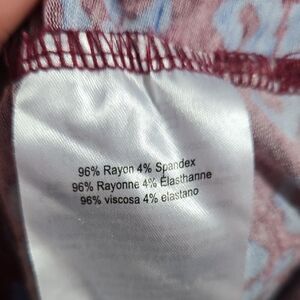 96% Rayon 4% Spandex
96% Rayonne 4% Élasthanne
96% viscosa 4% elastano